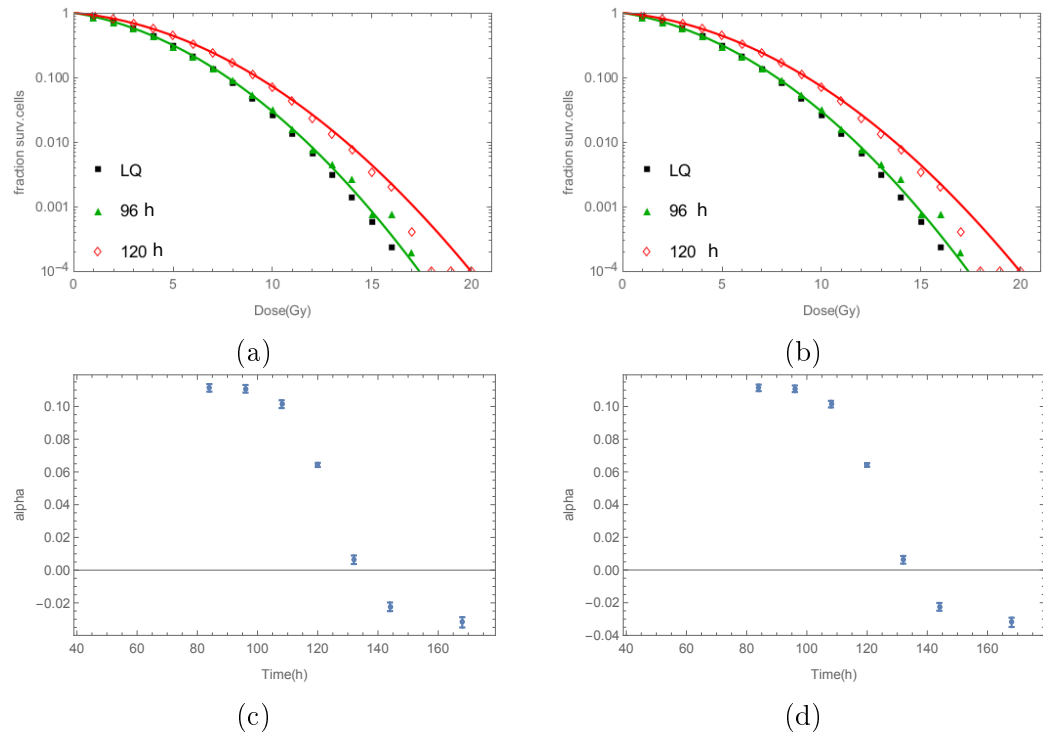 1
0.100
0.010
0.001
10−4
fraction surv.cells
LQ
96 h
120 h
0 5 10 15 20
Dose(Gy)
(a)
1
0.100
0.010
0.001
10−4
fraction surv.cells
LQ
96 h
120 h
0 5 10 15 20
Dose(Gy)
(b)
0.10
0.08
0.06
0.04
0.02
0.00
−0.02
alpha
40 60 80 100 120 140 160
Time(h)
(c)
0.10
0.08
0.06
0.04
0.02
0.00
−0.02
−0.04
alpha
40 60 80 100 120 140 160
Time(h)
(d)